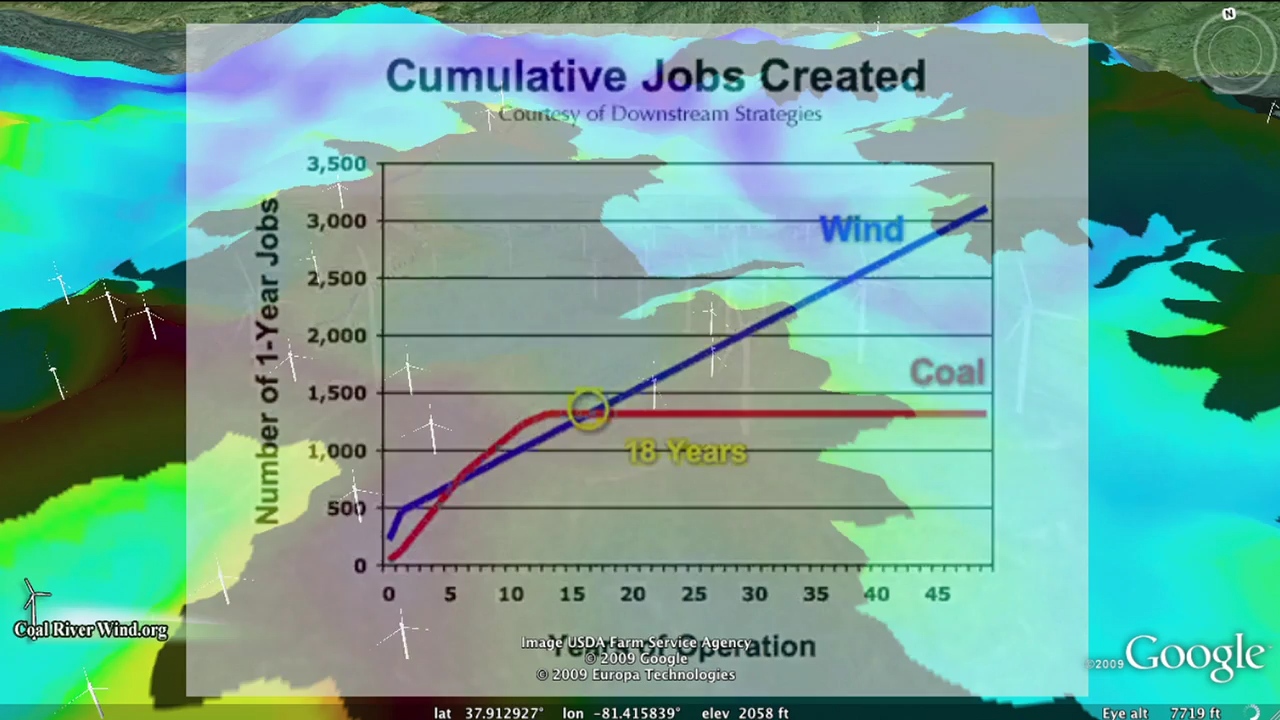 N
Cumulative Jobs Created
Courtesy of Downstream Strategies
3,500
3,000
2,500
2,000
1,500
1,000
500
0
Number of 1-Year Jobs
Wind
Coal
18 Years
0 5 10 15 20 25 30 35 40 45
Years of Operation
Image USDA Farm Service Agency
© 2009 Google
© 2009 Europa Technologies
Coal River Wind.org
©2009 Google
lat 37.912927° lon -81.415839° elev 2058 ft
Eye alt 7719 ft